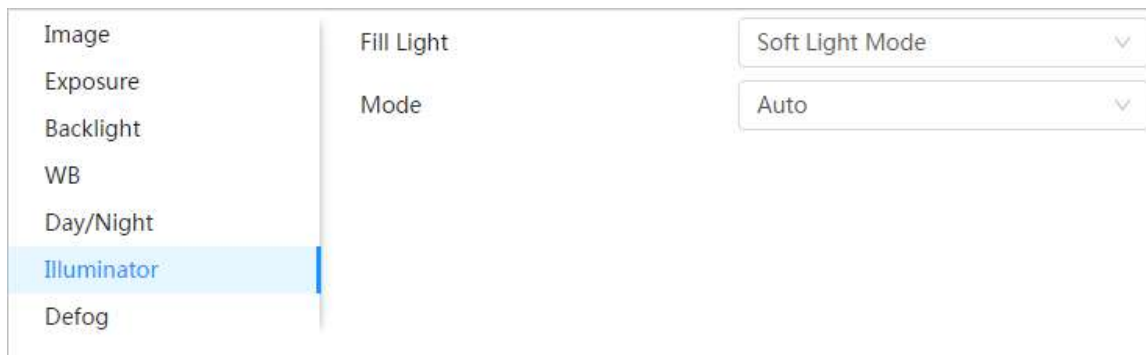 Image
Exposure
Backlight
WB
Day/Night
Illuminator
Defog
Fill Light
Soft Light Mode
Mode
Auto